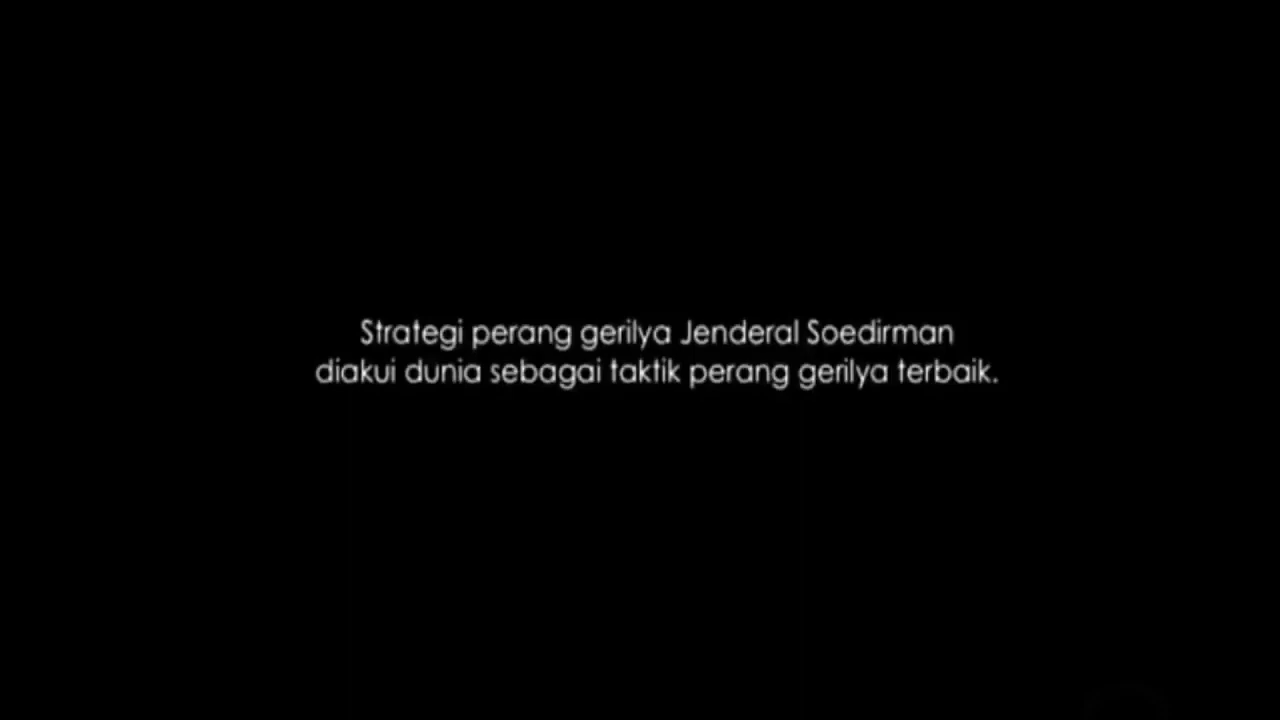 Strategi perang gerilya Jenderal Soedirman
diakui dunia sebagai taktik perang gerilya terbaik.